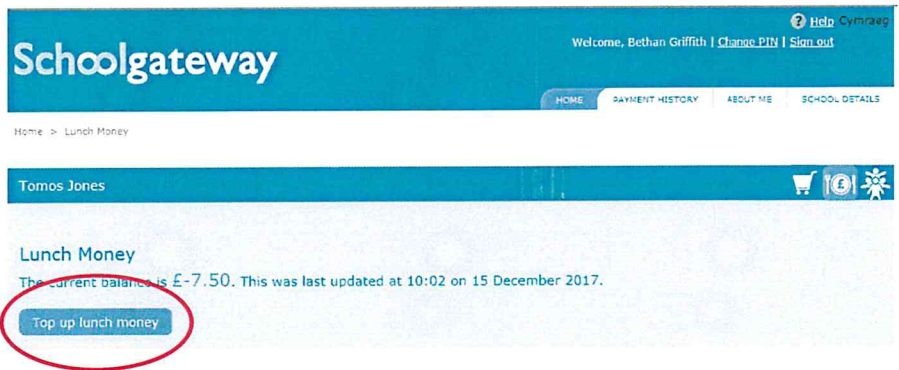 ? Help Cymraeg
Welcome, Bethan Griffith | Change PIN | Sign out
Schoolgateway
HOME PAYMENT HISTORY ABOUT ME SCHOOL DETAILS
Home > Lunch Money
Tomos Jones
£
Lunch Money
The current balance is £-7.50. This was last updated at 10:02 on 15 December 2017.
Top up lunch money